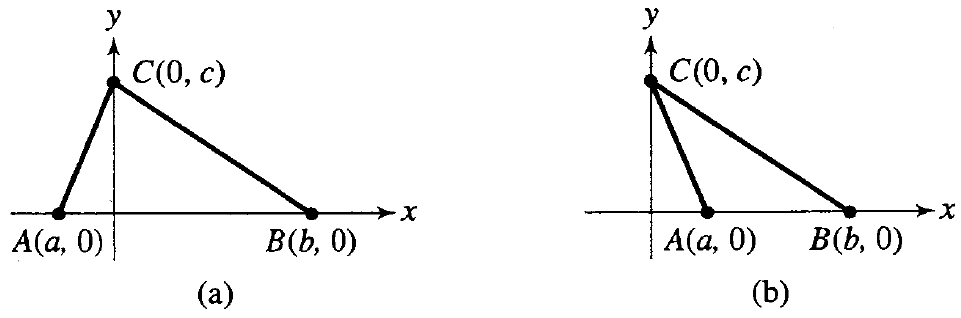 y
C(0, c)
x
A(a, 0)
B(b, 0)
(a)
y
C(0, c)
x
A(a, 0)
B(b, 0)
(b)